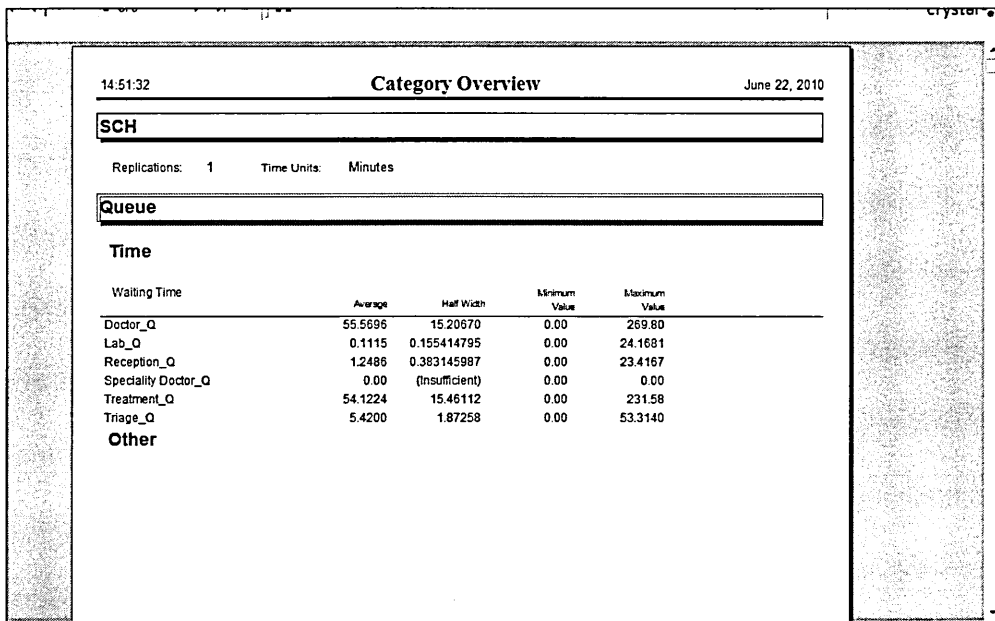 crystal
14:51:32 Category Overview June 22, 2010
SCH
Replications: 1 Time Units: Minutes
Queue
Time
Waiting Time Average Half Width Minimum Value Maximum Value
Doctor_Q 55.5696 15.20670 0.00 269.80
Lab_Q 0.1115 0.155414795 0.00 24.1681
Reception_Q 1.2486 0.383145987 0.00 23.4167
Speciality Doctor_Q 0.00 (Insufficient) 0.00 0.00
Treatment_Q 54.1224 15.46112 0.00 231.58
Triage_Q 5.4200 1.87258 0.00 53.3140
Other